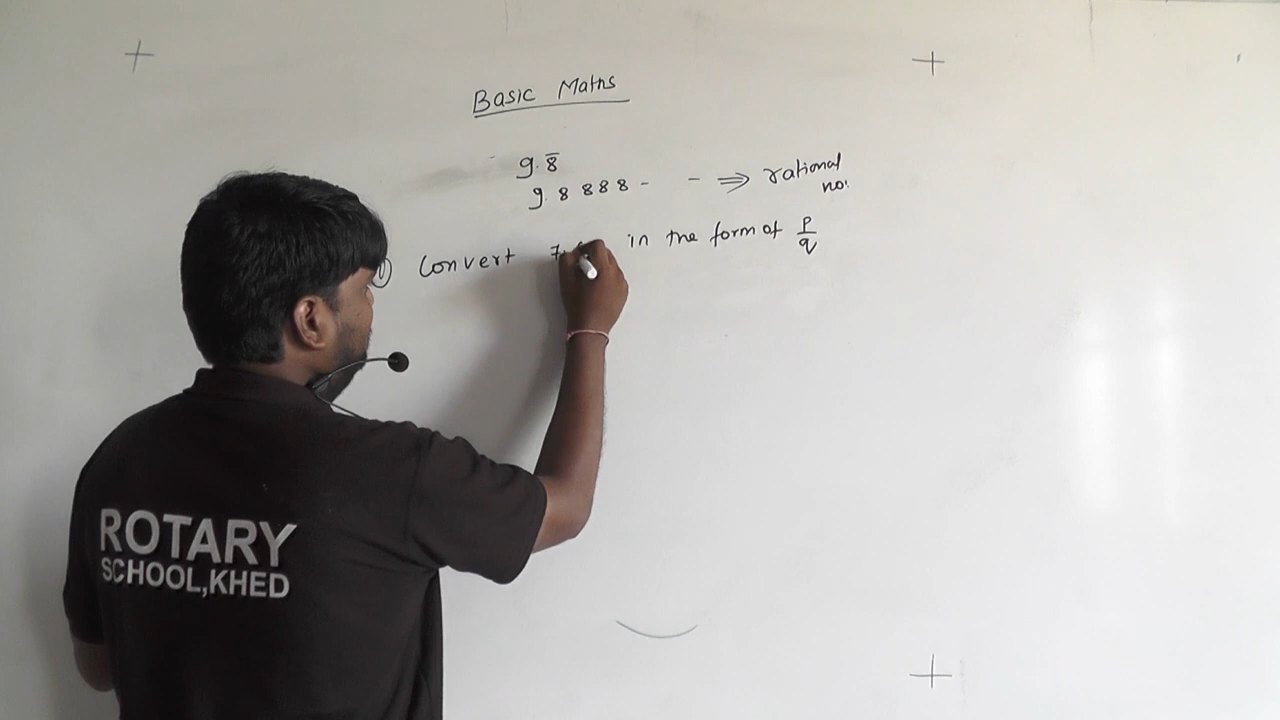 Basic Maths
9.8̅
9.8888- - ⇒ rational no.
① Convert 7. in the form of p/q
ROTARY
SCHOOL,KHED